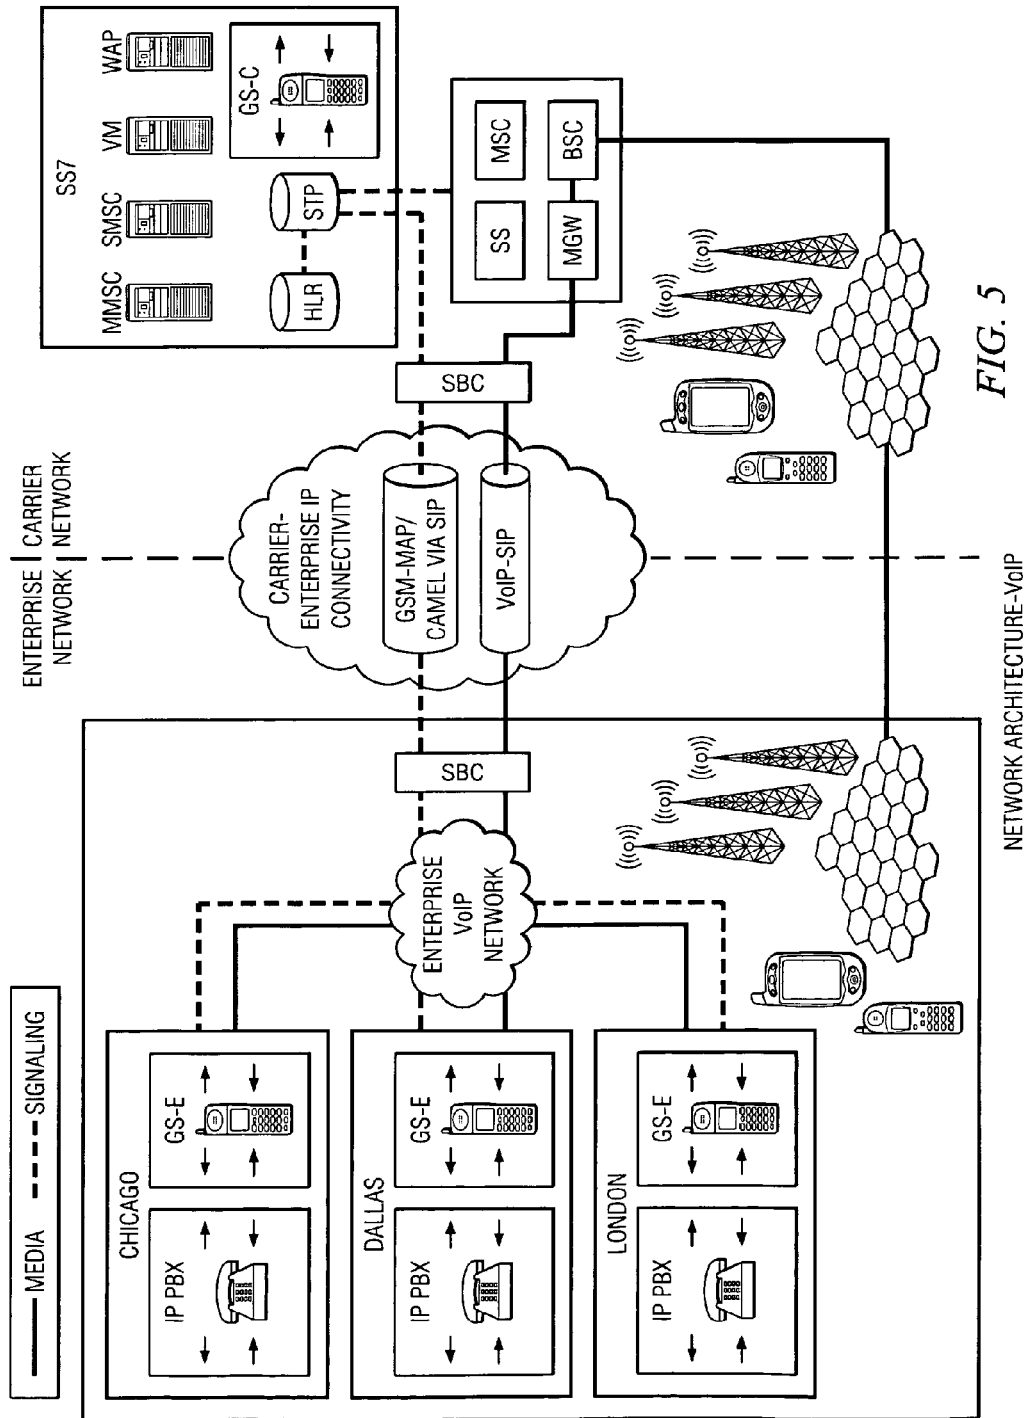 MEDIA
SIGNALING
ENTERPRISE
NETWORK
CARRIER
NETWORK
CHICAGO
IP PBX
GS-E
DALLAS
IP PBX
GS-E
LONDON
IP PBX
GS-E
ENTERPRISE
VoIP
NETWORK
SBC
CARRIER-
ENTERPRISE IP
CONNECTIVITY
GSM-MAP/
CAMEL VIA SIP
VoIP-SIP
SBC
SS7
MMSC
SMSC
VM
WAP
HLR
STP
GS-C
SS
MSC
MGW
BSC
NETWORK ARCHITECTURE-VoIP
FIG. 5